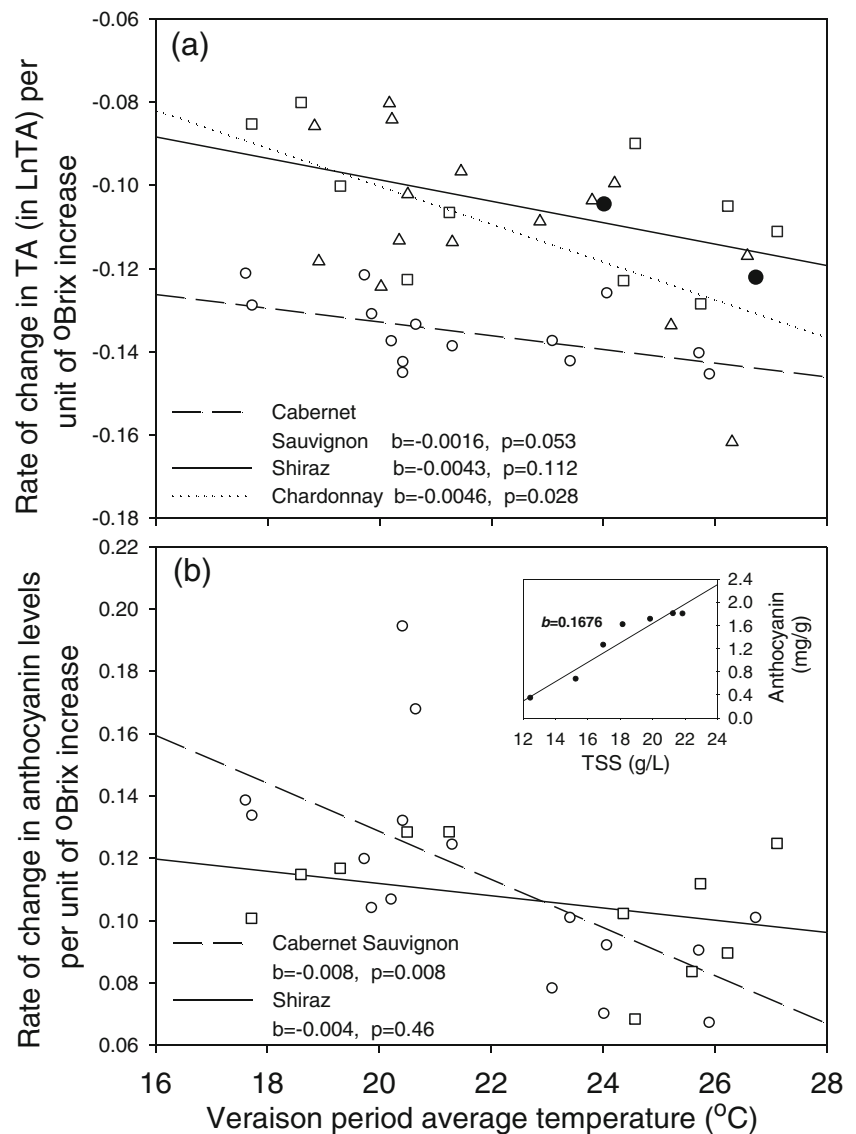 (a)
-0.06
-0.08
-0.10
-0.12
-0.14
-0.16
-0.18
Rate of change in TA (in LnTA) per
unit of ºBrix increase
Cabernet
Sauvignon b=-0.0016, p=0.053
Shiraz b=-0.0043, p=0.112
Chardonnay b=-0.0046, p=0.028
(b)
0.22
0.20
0.18
0.16
0.14
0.12
0.10
0.08
0.06
Rate of change in anthocyanin levels
per unit of ºBrix increase
b=0.1676
2.4
2.0
1.6
1.2
0.8
0.4
0.0
Anthocyanin
(mg/g)
12 14 16 18 20 22 24
TSS (g/L)
Cabernet Sauvignon
b=-0.008, p=0.008
Shiraz
b=-0.004, p=0.46
16 18 20 22 24 26 28
Veraison period average temperature (ºC)